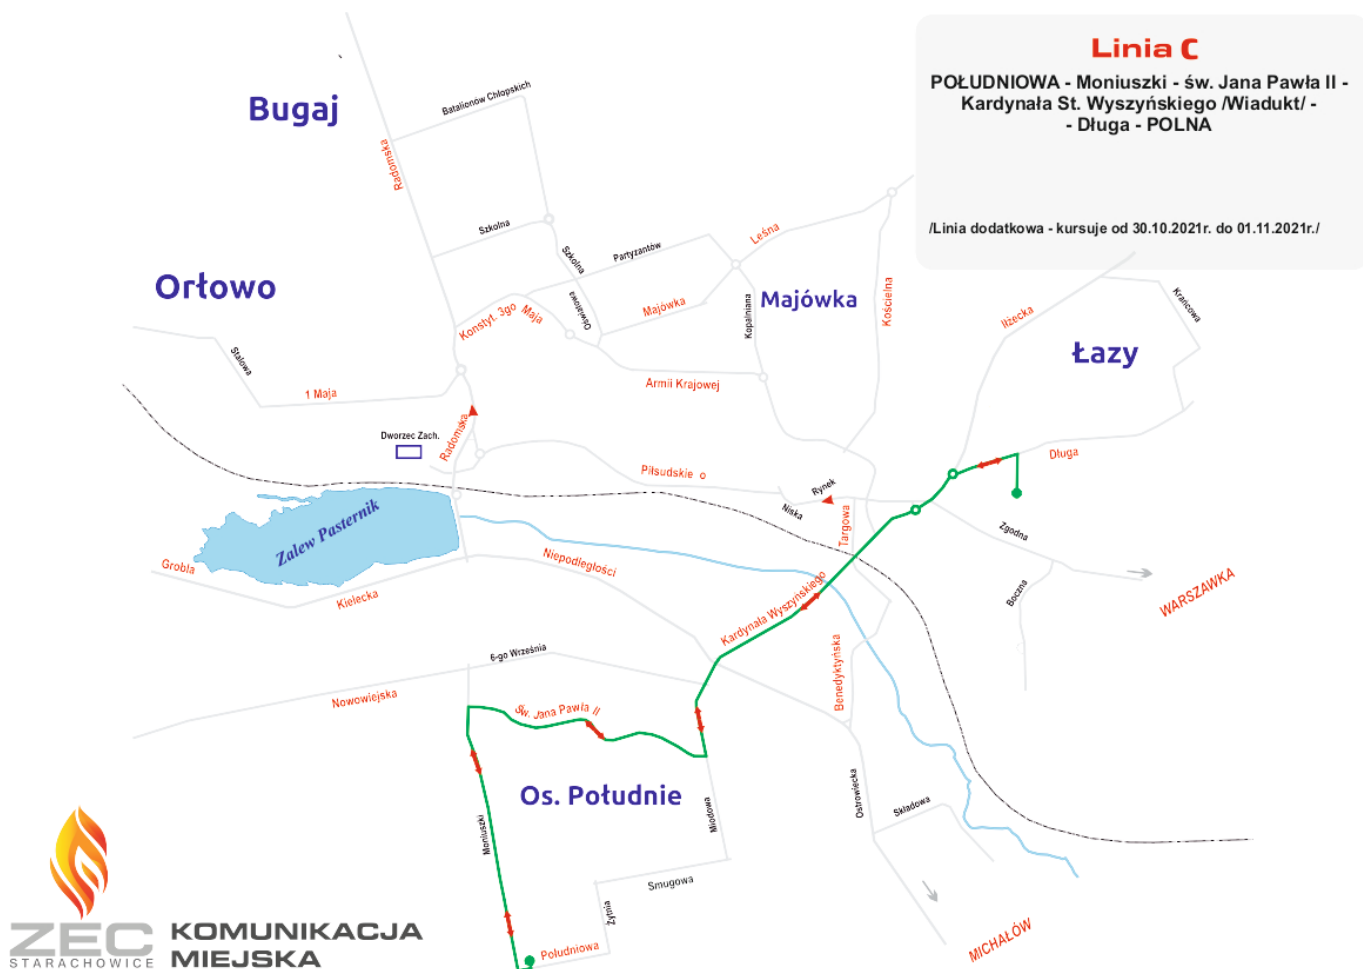 Linia C
POŁUDNIOWA - Moniuszki - św. Jana Pawła II -
Kardynała St. Wyszyńskiego /Wiadukt/ -
- Długa - POLNA
/Linia dodatkowa - kursuje od 30.10.2021r. do 01.11.2021r./
Bugaj
Batalionów Chłopskich
Radomska
Szkolna
Szkolna
Partyzantów
Leśna
Orłowo
Oświatowa
Majówka
Kopalniana
Majówka
Kościelna
Iłżecka
Krańcowa
Konstyt. 3go Maja
Łazy
Stalowa
1 Maja
Armii Krajowej
Radomska
Dworzec Zach.
Piłsudskie o
Rynek
Niska
Targowa
Długa
Zgodna
Zalew Pasternik
Grobla
Kielecka
Niepodległości
Kardynała Wyszyńskiego
Boczna
WARSZAWKA
6-go Września
Nowowiejska
Benedyktyńska
Św. Jana Pawła II
Os. Południe
Moniuszki
Miodowa
Ostrowiecka
Składowa
Smugowa
Żytnia
Południowa
MICHAŁÓW
ZEC
STARACHOWICE
KOMUNIKACJA
MIEJSKA